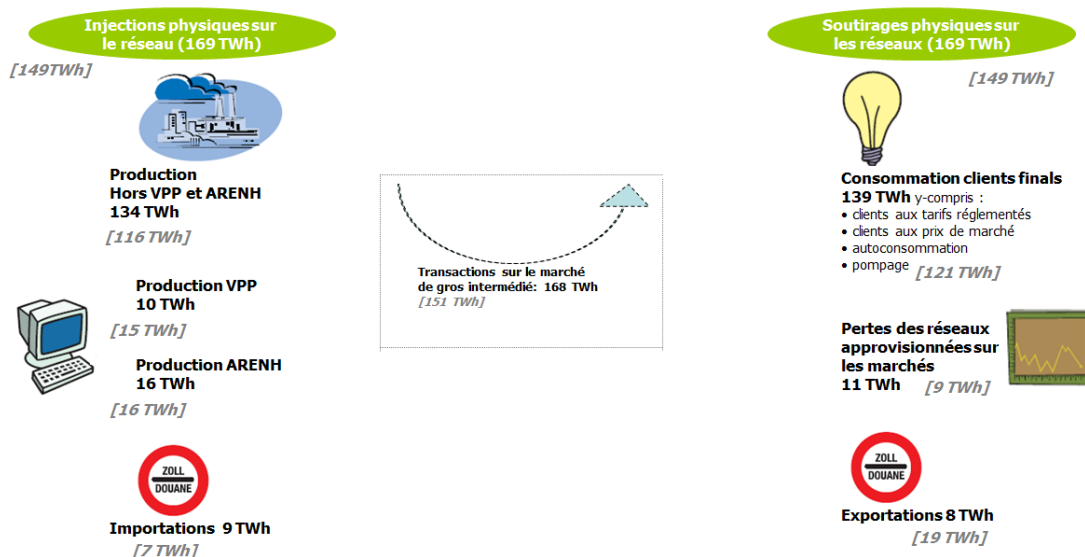 Injections physiques sur
le réseau (169 TWh)
[149TWh]
Production
Hors VPP et ARENH
134 TWh
[116 TWh]
Production VPP
10 TWh
[15 TWh]
Production ARENH
16 TWh
[16 TWh]
ZOLL
DOUANE
Importations 9 TWh
[7 TWh]
Transactions sur le marché
de gros intermédié: 168 TWh
[151 TWh]
Soutirages physiques sur
les réseaux (169 TWh)
[149 TWh]
Consommation clients finals
139 TWh y-compris :
• clients aux tarifs réglementés
• clients aux prix de marché
• autoconsommation
• pompage [121 TWh]
Pertes des réseaux
approvisionnées sur
les marchés
11 TWh [9 TWh]
ZOLL
DOUANE
Exportations 8 TWh
[19 TWh]